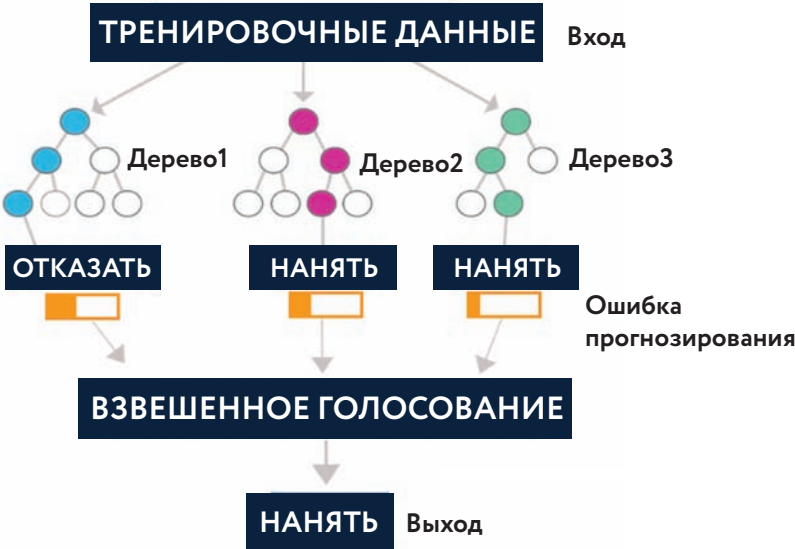 ТРЕНИРОВОЧНЫЕ ДАННЫЕ
Вход
Дерево1
Дерево2
Дерево3
ОТКАЗАТЬ
НАНЯТЬ
НАНЯТЬ
Ошибка
прогнозирования
ВЗВЕШЕННОЕ ГОЛОСОВАНИЕ
НАНЯТЬ
Выход